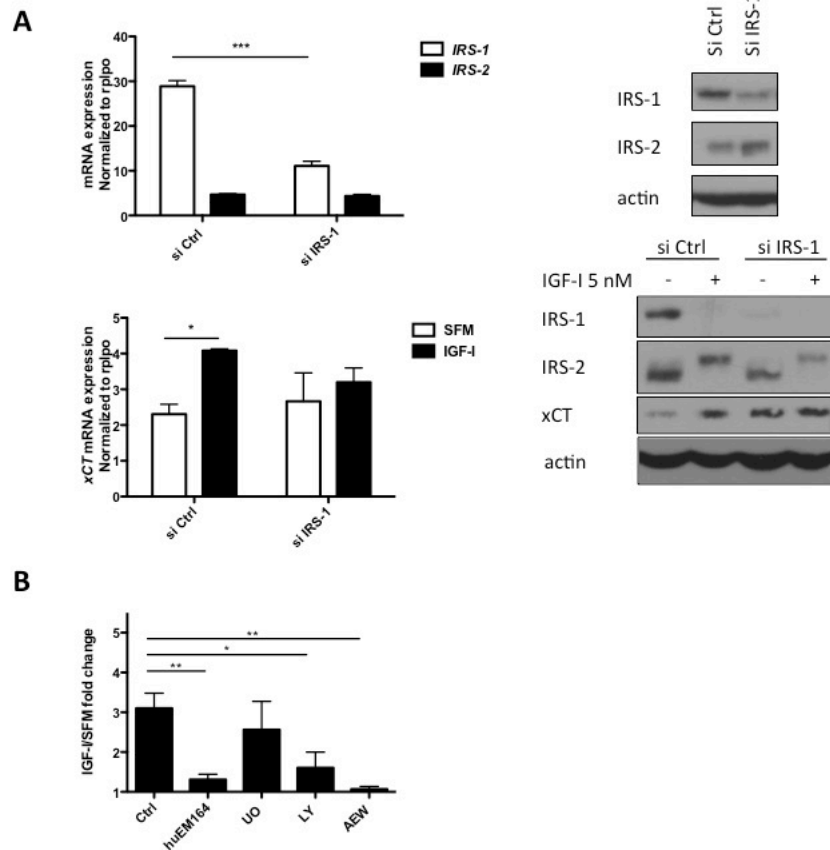 A
mRNA expression
Normalized to rplpo
40
30
20
10
0
***
IRS-1
IRS-2
si Ctrl
si IRS-1
Si Ctrl
IRS-1
IRS-2
actin
xCT mRNA expression
Normalized to rplpo
5
4
3
2
1
0
*
SFM
IGF-I
si Ctrl
si IRS-1
si Ctrl si IRS-1
IGF-I 5 nM - + - +
IRS-1
IRS-2
xCT
actin
B
IGF-I/SFM fold change
5
4
3
2
1
**
*
**
Ctrl
huEM164
UO
LY
AEW